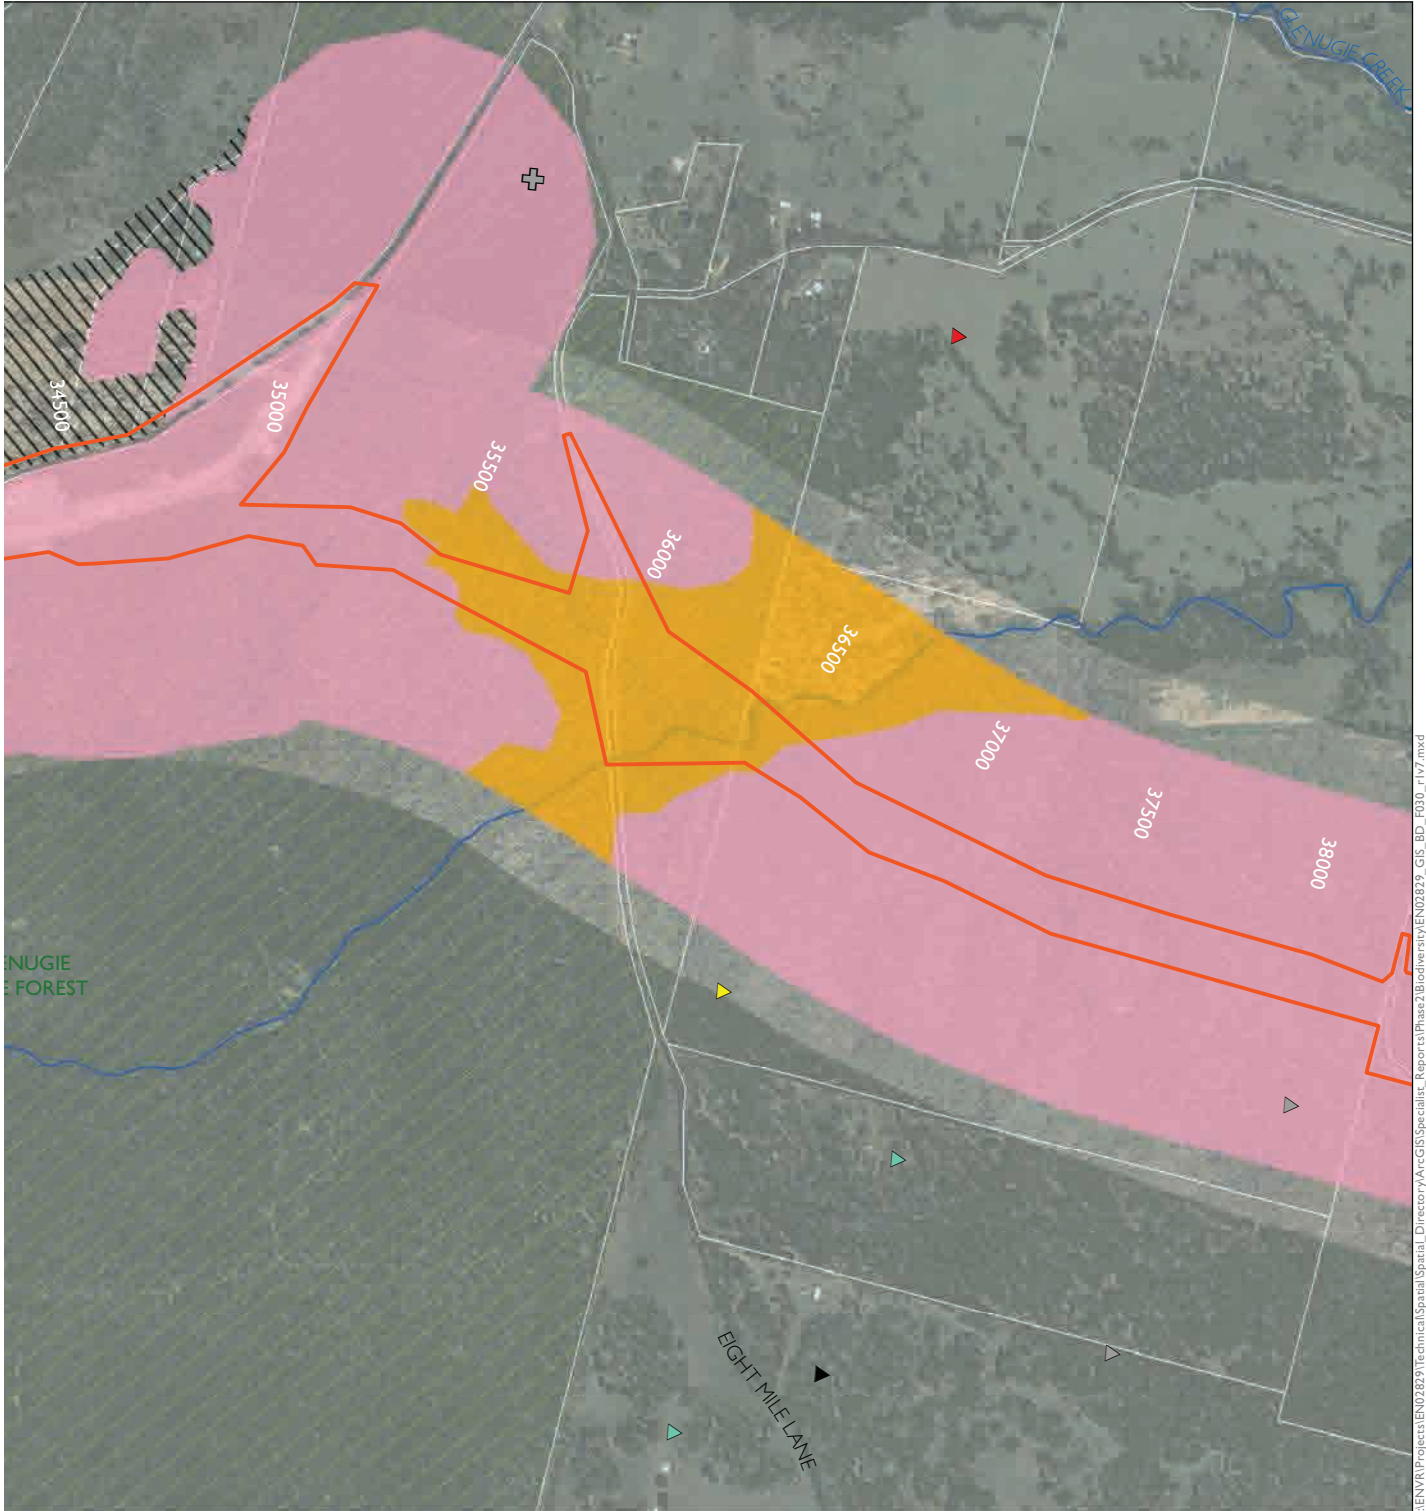 GLENUGIE CREEK
34500
35000
35500
36000
36500
37000
37500
38000
ENUGIE
E FOREST
EIGHT MILE LANE
\ENVR\Projects\EN02829\Technical\Spatial\Spatial_Directory\ArcGIS\Specialist_Reports\Phase2\Biodiversity\EN02829_GIS_BD_F030_r1v7.mxd